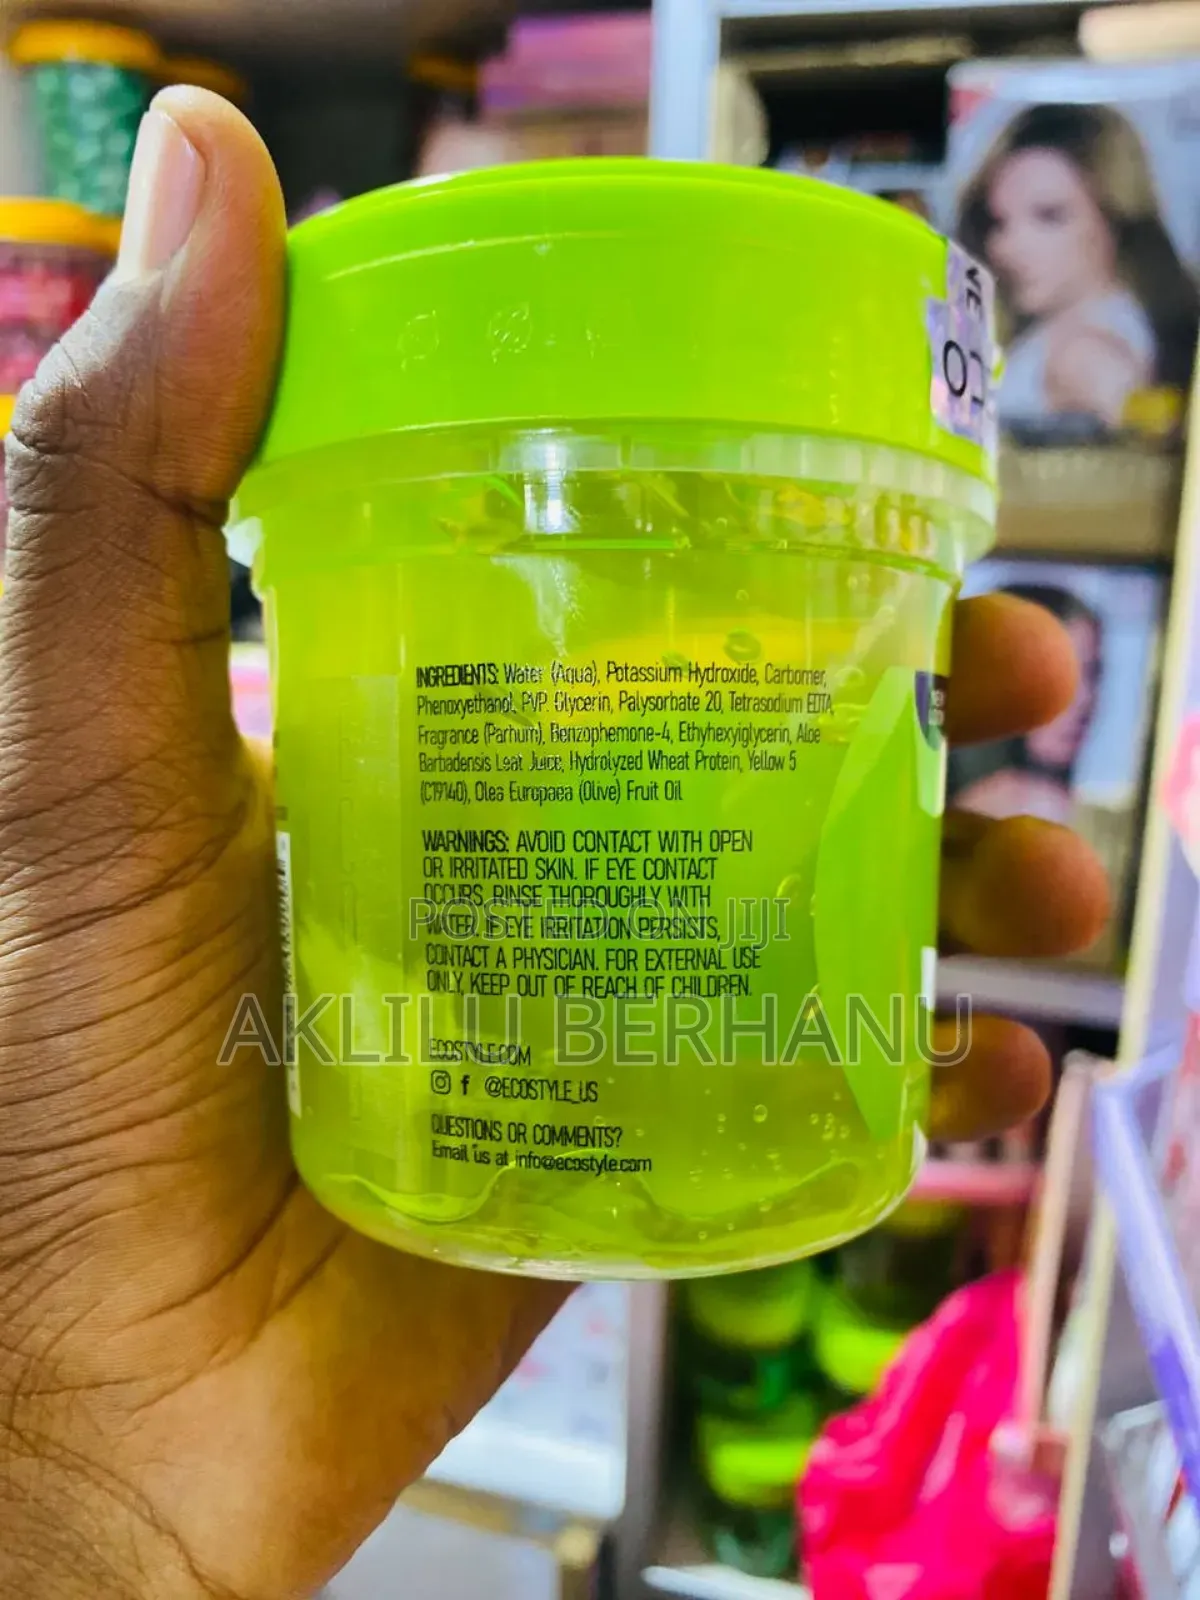 INGREDIENTS: Water (Aqua), Potassium Hydroxide, Carbomer,
Phenoxyethanol, PVP. Glycerin, Palysorbate 20, Tetrasodium EDTA,
Fragrance (Parhum), Benzophemone-4, Ethyhexyiglycerin, Aloe
Barbadensis Leat Juice, Hydrolyzed Wheat Protein, Yellow 5
(C19140), Olea Europaea (Olive) Fruit Oil
WARNINGS: AVOID CONTACT WITH OPEN
OR IRRITATED SKIN. IF EYE CONTACT
OCCURS, RINSE THOROUGHLY WITH
WATER. IF EYE IRRITATION PERSISTS,
CONTACT A PHYSICIAN. FOR EXTERNAL USE
ONLY, KEEP OUT OF REACH OF CHILDREN.
POSTED ON JIJI
AKLILU BERHANU
ECOSTYLE.COM
@ECOSTYLE_US
QUESTIONS OR COMMENTS?
Email us at info@ecostyle.com